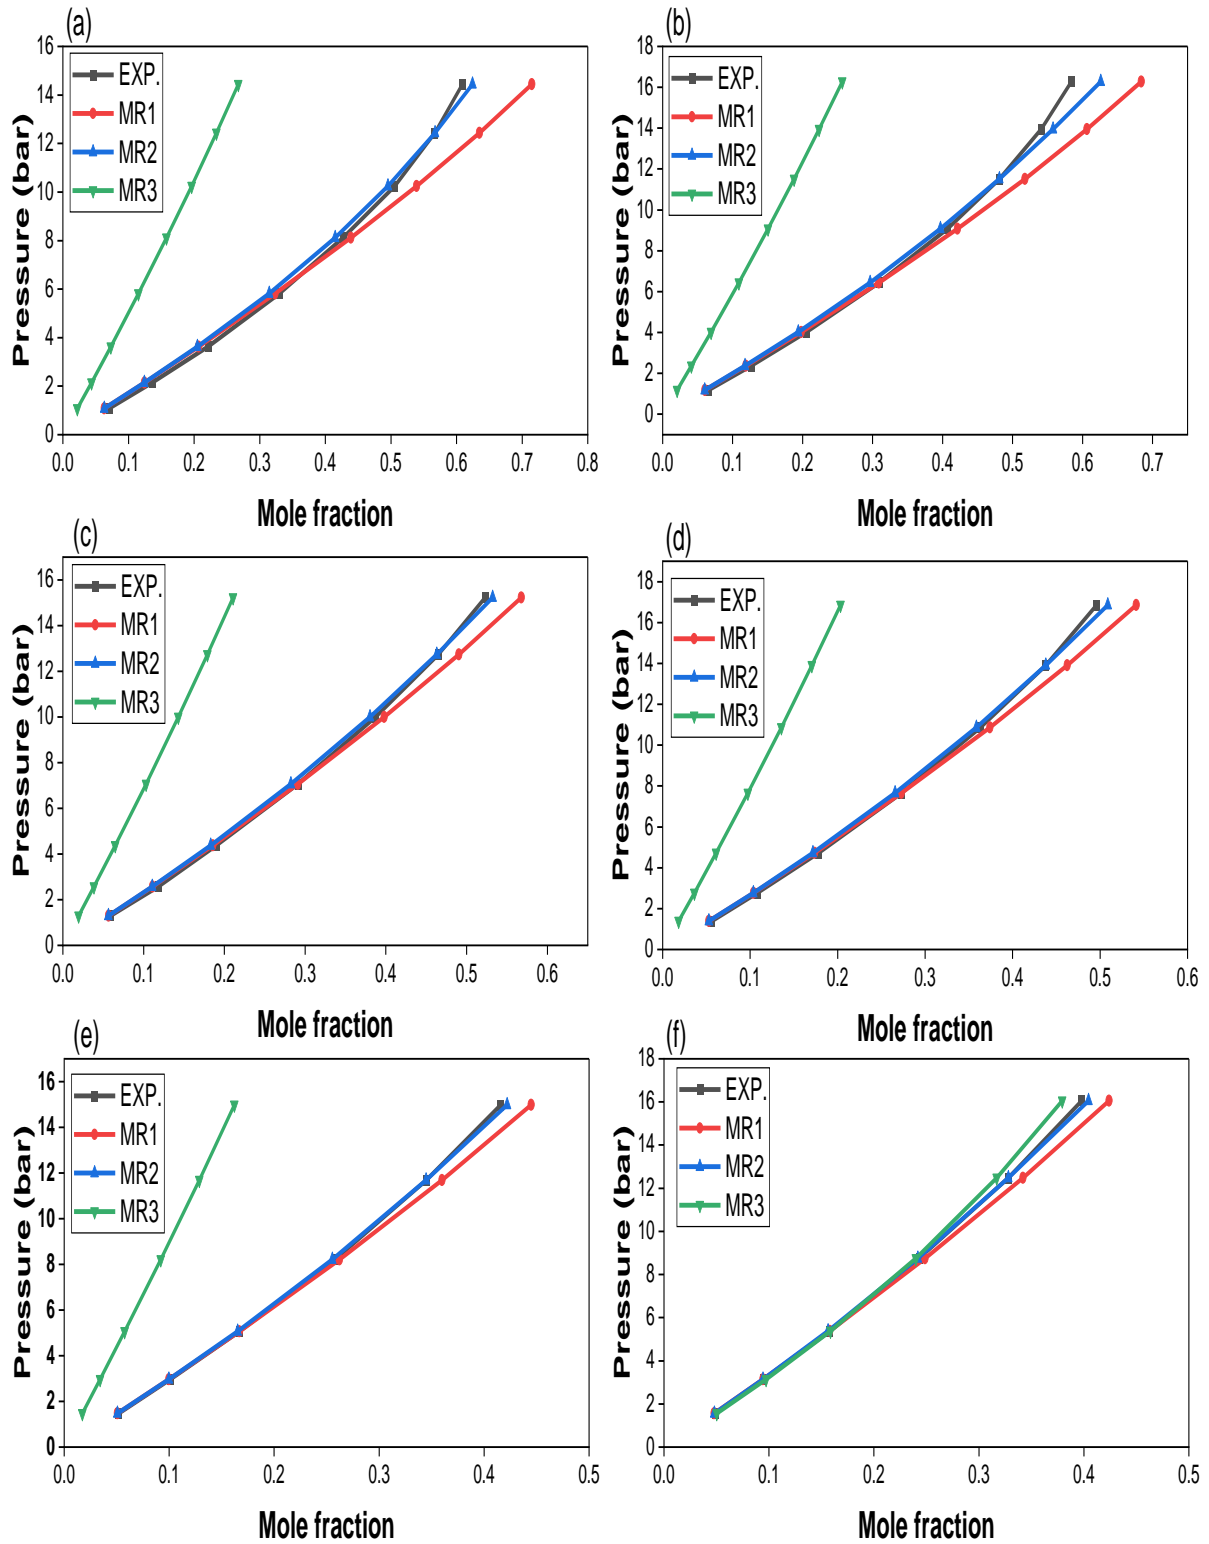 (a)
16
14
12
10
8
6
4
2
0
Pressure (bar)
EXP.
MR1
MR2
MR3
0.0 0.1 0.2 0.3 0.4 0.5 0.6 0.7 0.8
Mole fraction
(b)
18
16
14
12
10
8
6
4
2
0
Pressure (bar)
EXP.
MR1
MR2
MR3
0.0 0.1 0.2 0.3 0.4 0.5 0.6 0.7
Mole fraction
(c)
16
14
12
10
8
6
4
2
0
Pressure (bar)
EXP.
MR1
MR2
MR3
0.0 0.1 0.2 0.3 0.4 0.5 0.6
Mole fraction
(d)
18
16
14
12
10
8
6
4
2
0
Pressure (bar)
EXP.
MR1
MR2
MR3
0.0 0.1 0.2 0.3 0.4 0.5 0.6
Mole fraction
(e)
16
14
12
10
8
6
4
2
0
Pressure (bar)
EXP.
MR1
MR2
MR3
0.0 0.1 0.2 0.3 0.4 0.5
Mole fraction
(f)
18
16
14
12
10
8
6
4
2
0
Pressure (bar)
EXP.
MR1
MR2
MR3
0.0 0.1 0.2 0.3 0.4 0.5
Mole fraction